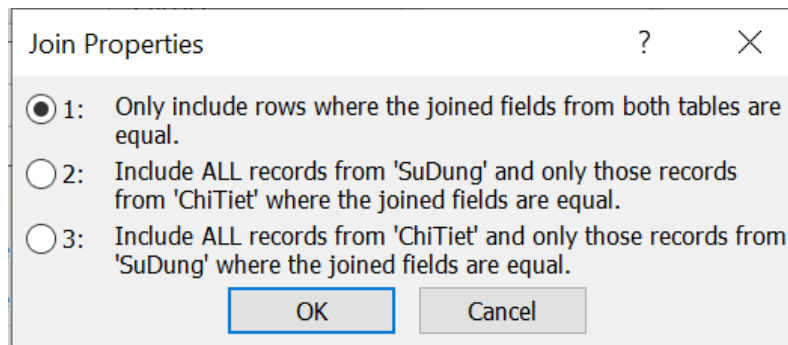 Join Properties
?
1: Only include rows where the joined fields from both tables are
equal.
2: Include ALL records from 'SuDung' and only those records
from 'ChiTiet' where the joined fields are equal.
3: Include ALL records from 'ChiTiet' and only those records from
'SuDung' where the joined fields are equal.
OK
Cancel